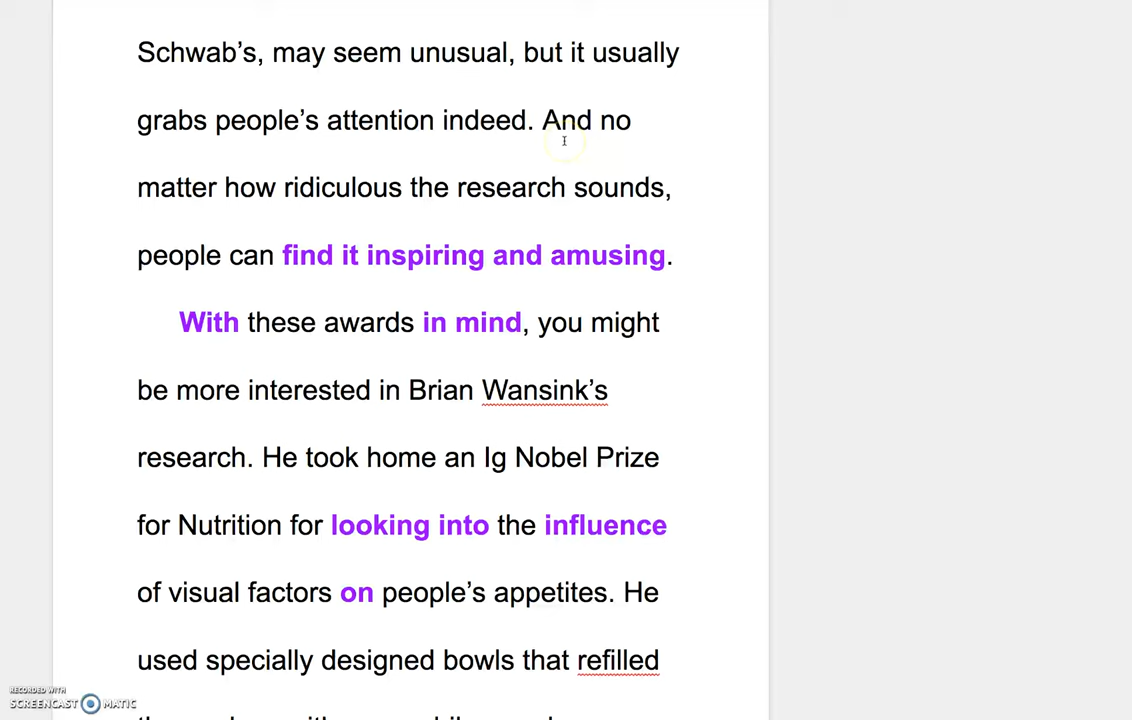 Schwab’s, may seem unusual, but it usually
grabs people’s attention indeed. And no
matter how ridiculous the research sounds,
people can find it inspiring and amusing.
With these awards in mind, you might
be more interested in Brian Wansink’s
research. He took home an Ig Nobel Prize
for Nutrition for looking into the influence
of visual factors on people’s appetites. He
used specially designed bowls that refilled
RECORDED WITH
SCREENCAST MATIC